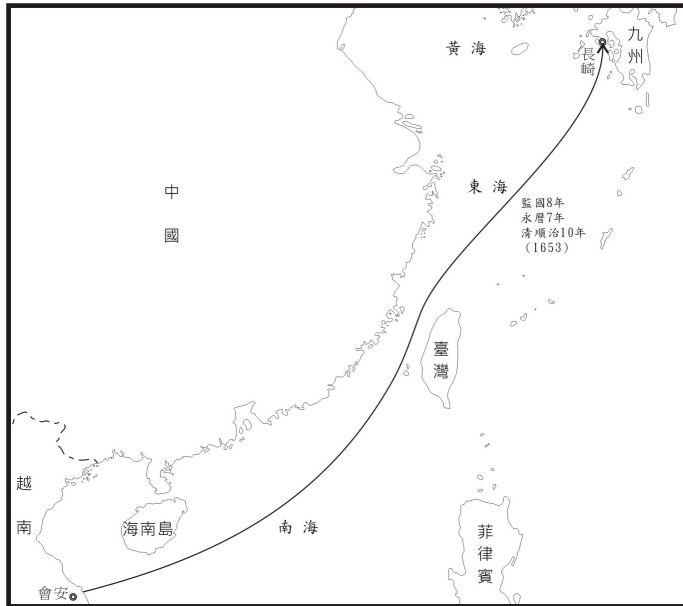 黃海
九州
長崎
中國
東海
監國8年
永曆7年
清順治10年
(1653)
臺灣
越南
海南島
南海
菲律賓
會安